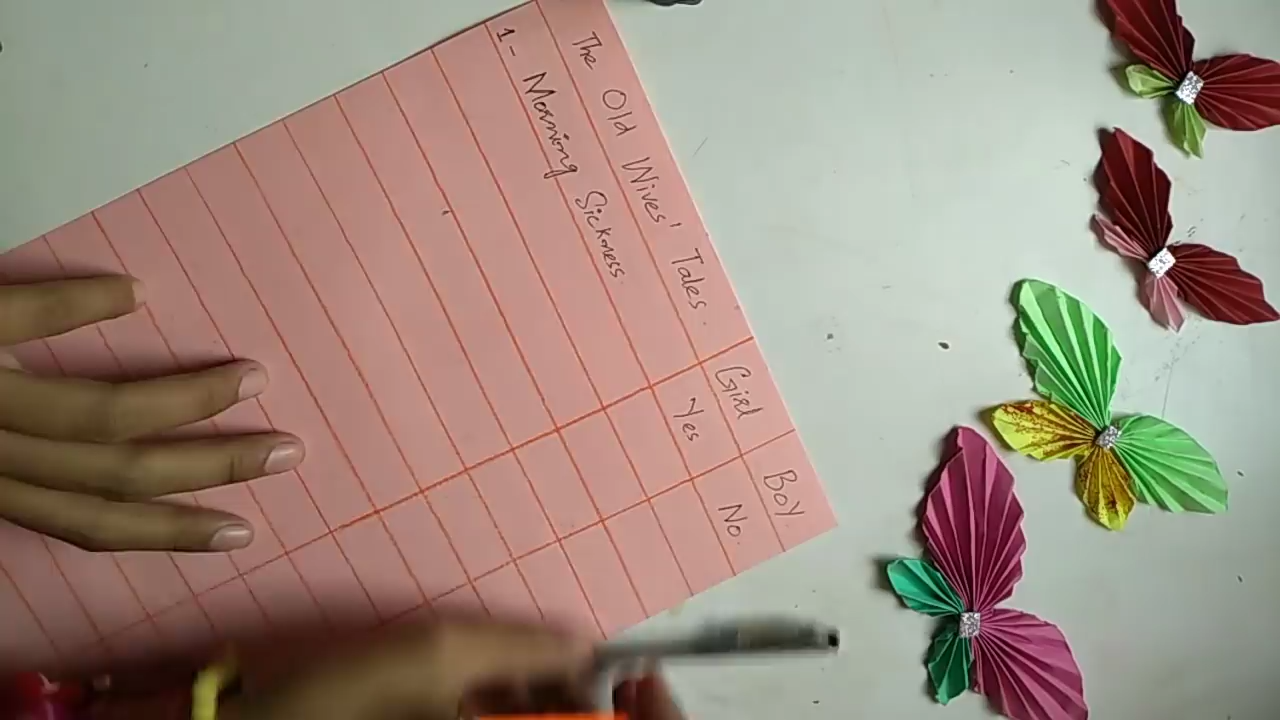 The Old Wives' Tales. Girl Boy
1- Morning Sickness. Yes No.